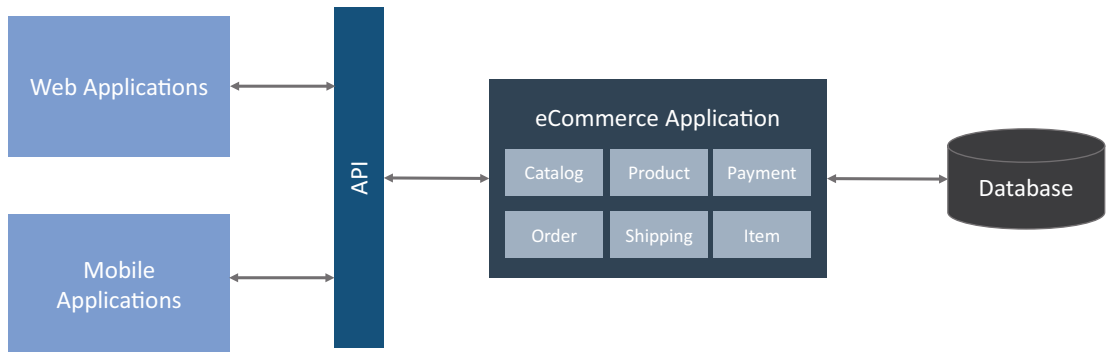 Web Applications
Mobile
Applications
API
eCommerce Application
Catalog
Product
Payment
Order
Shipping
Item
Database